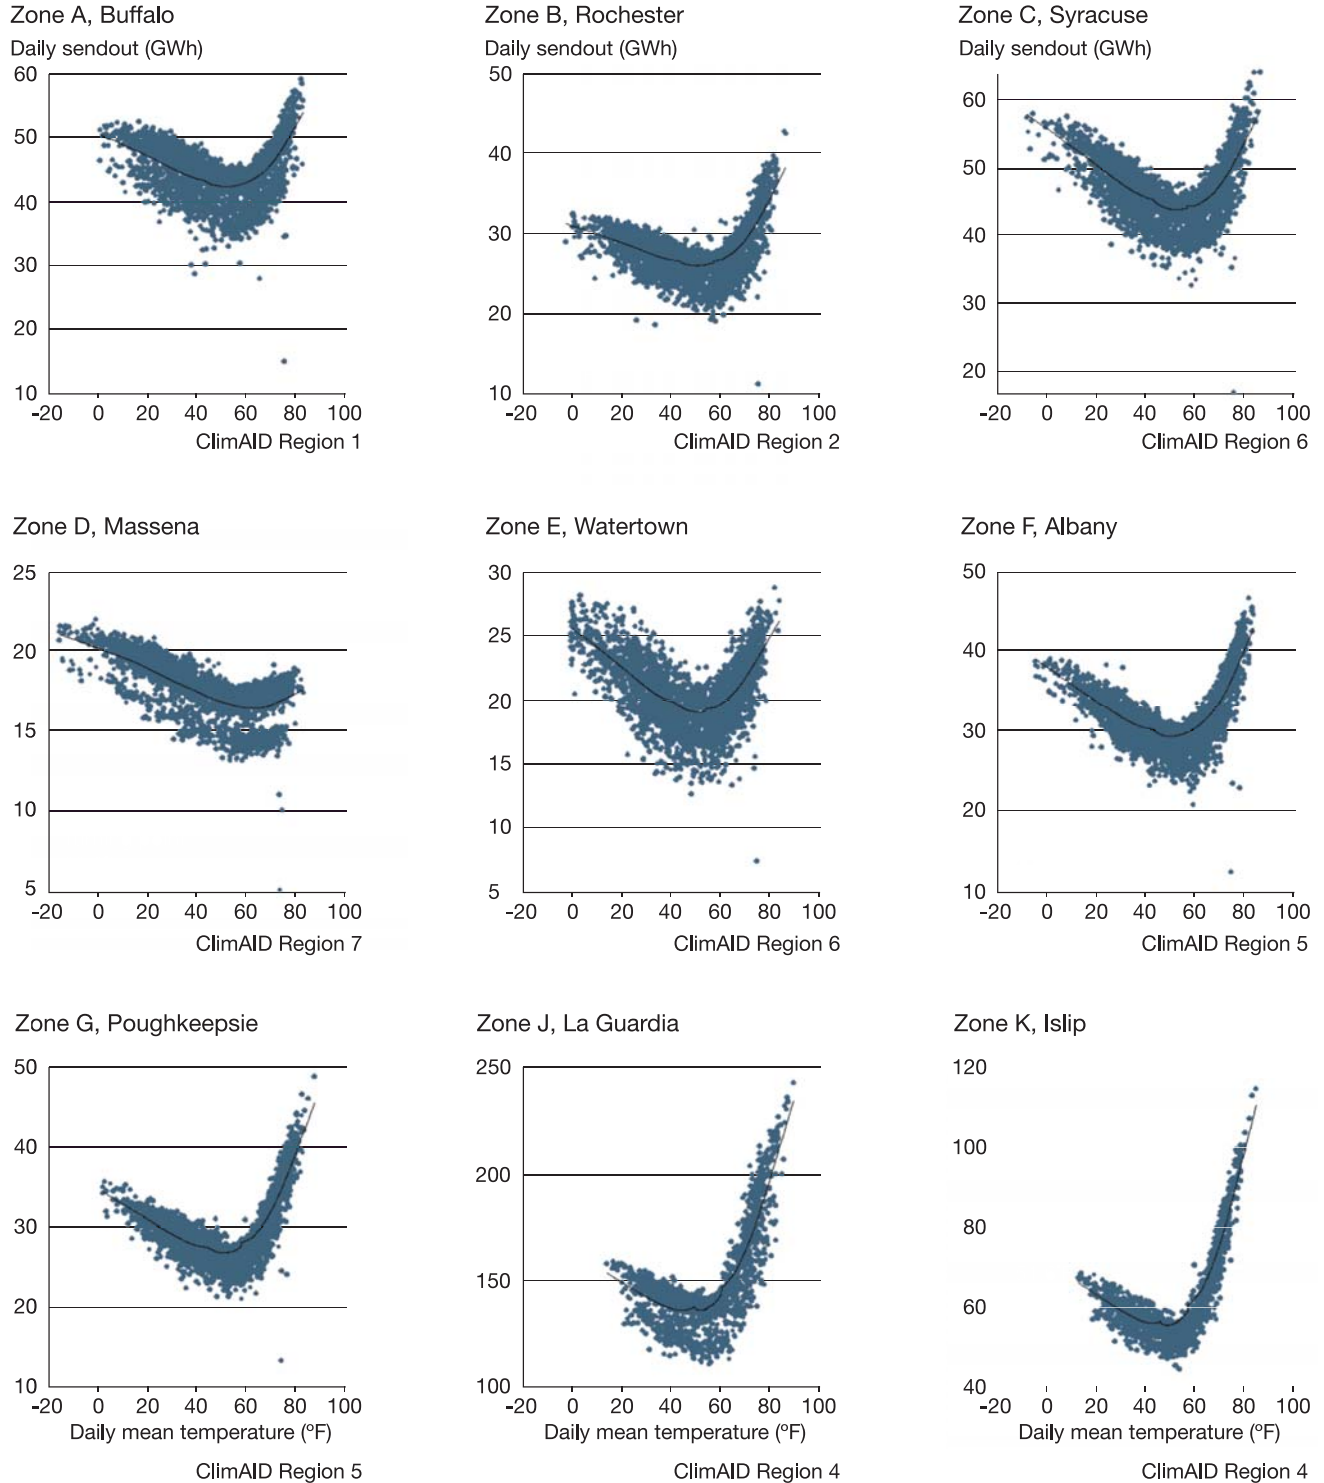 Zone A, Buffalo
Daily sendout (GWh)
60
50
40
30
20
10
-20 0 20 40 60 80 100
ClimAID Region 1
Zone B, Rochester
Daily sendout (GWh)
50
40
30
20
10
-20 0 20 40 60 80 100
ClimAID Region 2
Zone C, Syracuse
Daily sendout (GWh)
60
50
40
30
20
-20 0 20 40 60 80 100
ClimAID Region 6
Zone D, Massena
25
20
15
10
5
-20 0 20 40 60 80 100
ClimAID Region 7
Zone E, Watertown
30
25
20
15
10
5
-20 0 20 40 60 80 100
ClimAID Region 6
Zone F, Albany
50
40
30
20
10
-20 0 20 40 60 80 100
ClimAID Region 5
Zone G, Poughkeepsie
50
40
30
20
10
-20 0 20 40 60 80 100
Daily mean temperature (ºF)
ClimAID Region 5
Zone J, La Guardia
250
200
150
100
-20 0 20 40 60 80 100
Daily mean temperature (ºF)
ClimAID Region 4
Zone K, Islip
120
100
80
60
40
-20 0 20 40 60 80 100
Daily mean temperature (ºF)
ClimAID Region 4